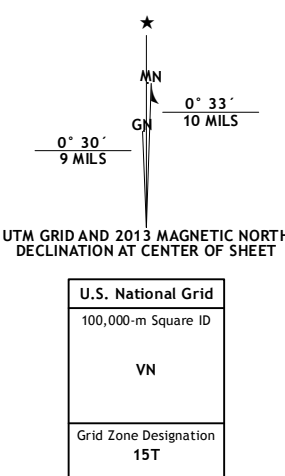 ★
MN
0° 33´
10 MILS
GN
0° 30´
9 MILS
UTM GRID AND 2013 MAGNETIC NORTH
DECLINATION AT CENTER OF SHEET
U.S. National Grid
100,000-m Square ID
VN
Grid Zone Designation
15T